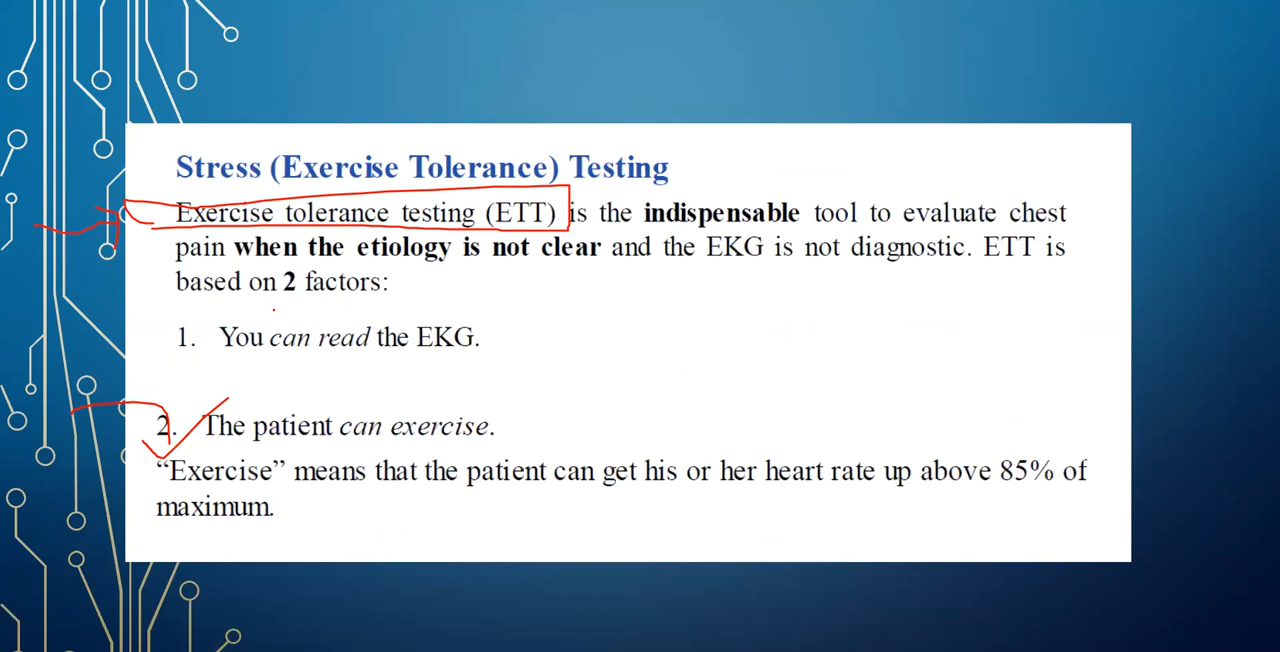 Stress (Exercise Tolerance) Testing
Exercise tolerance testing (ETT) is the indispensable tool to evaluate chest
pain when the etiology is not clear and the EKG is not diagnostic. ETT is
based on 2 factors:
1. You can read the EKG.
2. The patient can exercise.
“Exercise” means that the patient can get his or her heart rate up above 85% of
maximum.